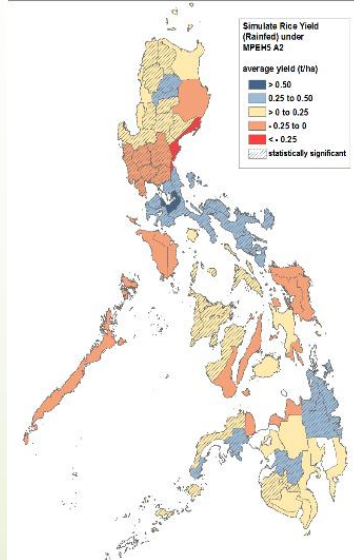 Simulate Rice Yield
(Rainfed) under
MPEH5 A2
average yield (t/ha)
> 0.50
0.25 to 0.50
> 0 to 0.25
- 0.25 to 0
< - 0.25
statistically significant